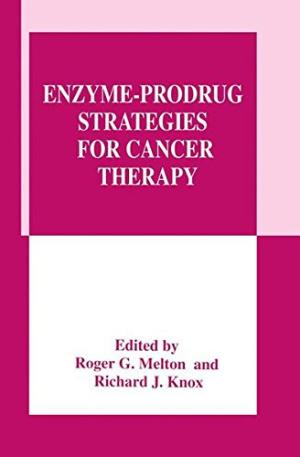 ENZYME-PRODRUG
STRATEGIES
FOR CANCER
THERAPY
Edited by
Roger G. Melton and
Richard J. Knox